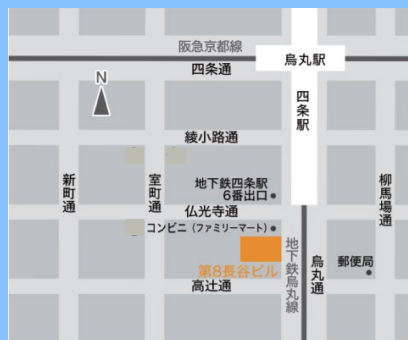 阪急京都線
烏丸駅
四条通
N
四条駅
綾小路通
新町通
室町通
柳馬場通
地下鉄四条駅
6番出口
仏光寺通
コンビニ(ファミリーマート)
地下鉄烏丸線
烏丸通
郵便局
第8長谷ビル
高辻通